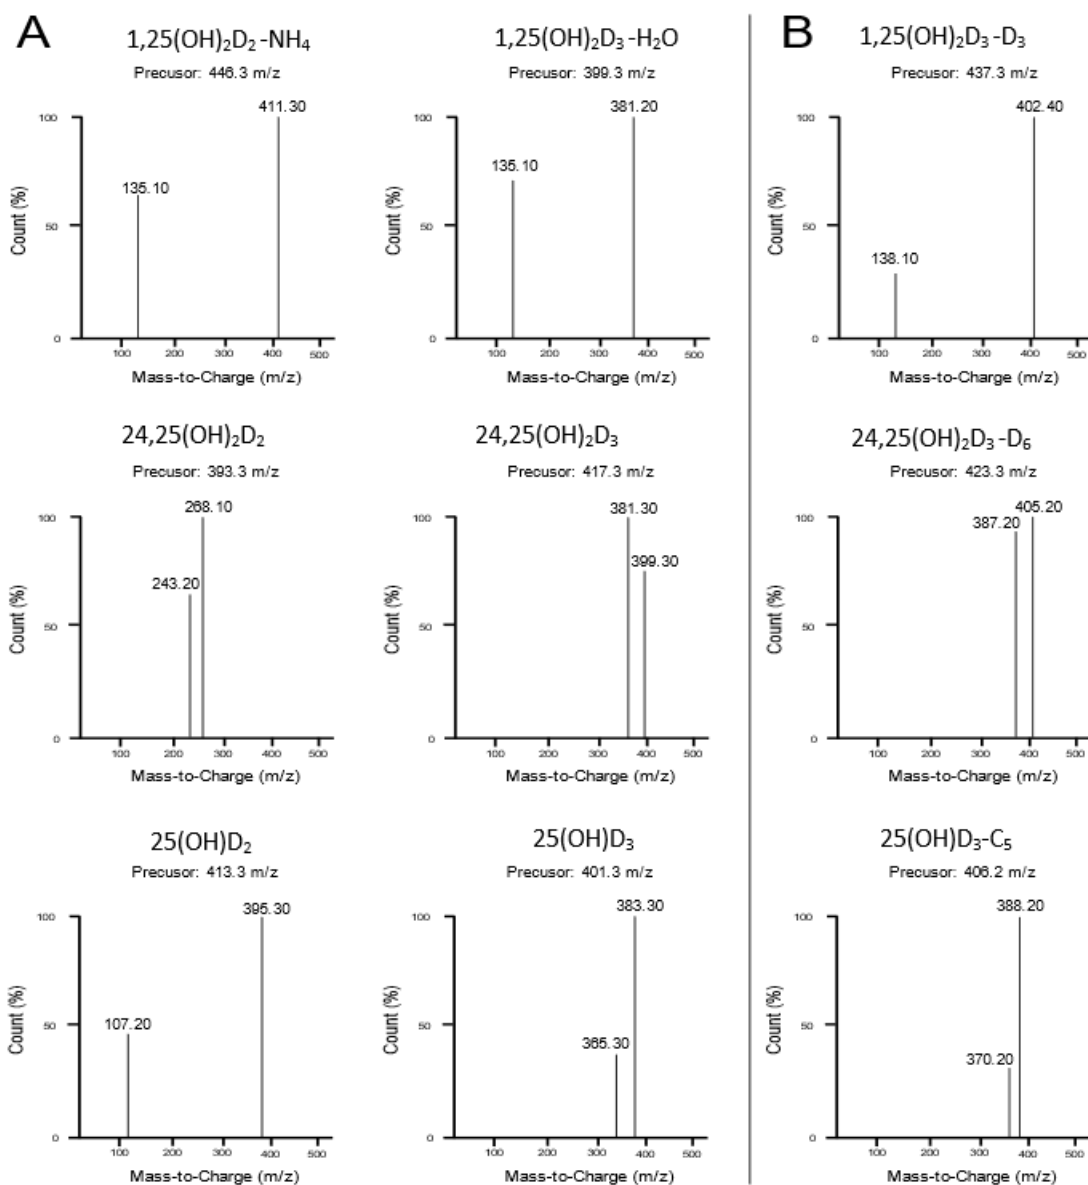 A
B
1,25(OH)₂D₂-NH₄
Precusor: 446.3 m/z
Count (%)
100
50
0
135.10
411.30
100
200
300
400
500
Mass-to-Charge (m/z)
1,25(OH)₂D₃-H₂O
Precusor: 399.3 m/z
Count (%)
100
50
0
135.10
381.20
100
200
300
400
500
Mass-to-Charge (m/z)
1,25(OH)₂D₃-D₃
Precusor: 437.3 m/z
Count (%)
100
50
0
138.10
402.40
100
200
300
400
500
Mass-to-Charge (m/z)
24,25(OH)₂D₂
Precusor: 393.3 m/z
Count (%)
100
50
0
243.20
268.10
100
200
300
400
500
Mass-to-Charge (m/z)
24,25(OH)₂D₃
Precusor: 417.3 m/z
Count (%)
100
50
0
381.30
399.30
100
200
300
400
500
Mass-to-Charge (m/z)
24,25(OH)₂D₃-D₆
Precusor: 423.3 m/z
Count (%)
100
50
0
387.20
405.20
100
200
300
400
500
Mass-to-Charge (m/z)
25(OH)D₂
Precusor: 413.3 m/z
Count (%)
100
50
0
107.20
395.30
100
200
300
400
500
Mass-to-Charge (m/z)
25(OH)D₃
Precusor: 401.3 m/z
Count (%)
100
50
0
365.30
383.30
100
200
300
400
500
Mass-to-Charge (m/z)
25(OH)D₃-C₅
Precusor: 406.2 m/z
Count (%)
100
50
0
370.20
388.20
100
200
300
400
500
Mass-to-Charge (m/z)